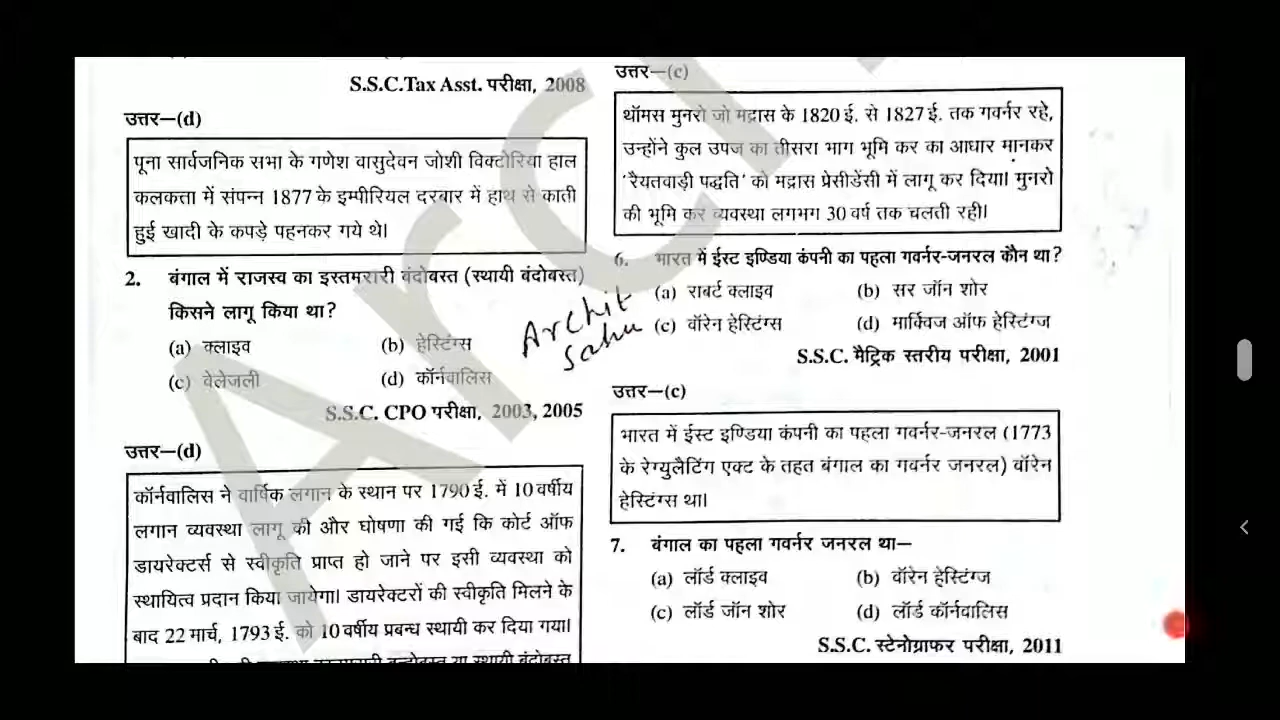 S.S.C.Tax Asst. परीक्षा, 2008
उत्तर–(d)
पूना सार्वजनिक सभा के गणेश वासुदेवन जोशी विक्टोरिया हाल
कलकता में संपन्न 1877 के इम्पीरियल दरबार में हाथ से काती
हुई खादी के कपड़े पहनकर गये थे।
2. बंगाल में राजस्व का इस्तमरारी बंदोबस्त (स्थायी बंदोबस्त)
किसने लागू किया था?
(a) क्लाइव (b) हेस्टिंग्स
(c) वेलेजली (d) कॉर्नवालिस
S.S.C. CPO परीक्षा, 2003, 2005
उत्तर–(d)
कॉर्नवालिस ने वार्षिक लगान के स्थान पर 1790 ई. में 10 वर्षीय
लगान व्यवस्था लागू की और घोषणा की गई कि कोर्ट ऑफ
डायरेक्टर्स से स्वीकृति प्राप्त हो जाने पर इसी व्यवस्था को
स्थायित्व प्रदान किया जायेगा। डायरेक्टरों की स्वीकृति मिलने के
बाद 22 मार्च, 1793 ई. को 10 वर्षीय प्रबन्ध स्थायी कर दिया गया।
Archit
Sahu
उत्तर–(c)
थॉमस मुनरो जो मद्रास के 1820 ई. से 1827 ई. तक गवर्नर रहे,
उन्होंने कुल उपज का तीसरा भाग भूमि कर का आधार मानकर
'रैयतवाड़ी पद्धति' को मद्रास प्रेसीडेंसी में लागू कर दिया। मुनरो
की भूमि कर व्यवस्था लगभग 30 वर्ष तक चलती रही।
6. भारत में ईस्ट इण्डिया कंपनी का पहला गवर्नर-जनरल कौन था?
(a) राबर्ट क्लाइव (b) सर जॉन शोर
(c) वॉरेन हेस्टिंग्स (d) मार्क्विज ऑफ हेस्टिंग्ज
S.S.C. मैट्रिक स्तरीय परीक्षा, 2001
उत्तर–(c)
भारत में ईस्ट इण्डिया कंपनी का पहला गवर्नर-जनरल (1773
के रेग्युलैटिंग एक्ट के तहत बंगाल का गवर्नर जनरल) वॉरेन
हेस्टिंग्स था।
7. बंगाल का पहला गवर्नर जनरल था–
(a) लॉर्ड क्लाइव (b) वॉरेन हेस्टिंग्ज
(c) लॉर्ड जॉन शोर (d) लॉर्ड कॉर्नवालिस
S.S.C. स्टेनोग्राफर परीक्षा, 2011